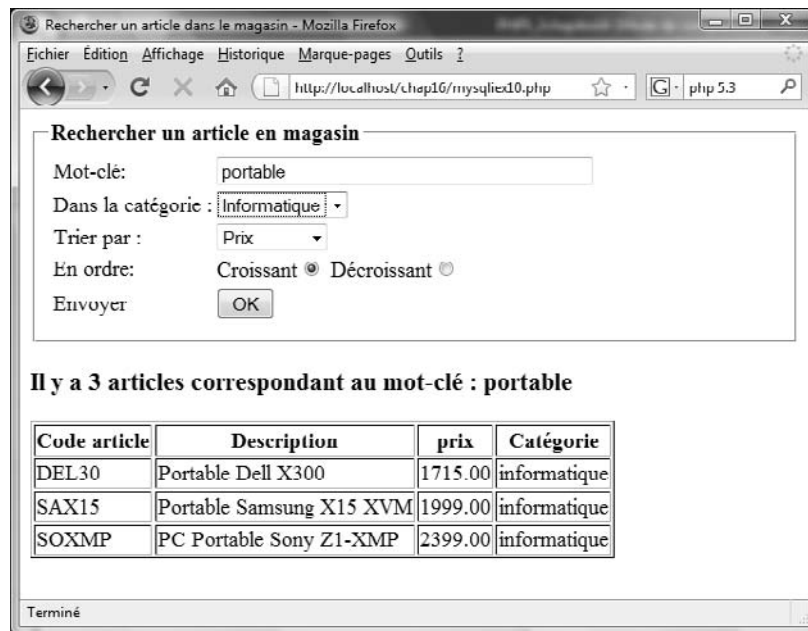 Rechercher un article dans le magasin - Mozilla Firefox
Fichier Édition Affichage Historique Marque-pages Outils ?
http://localhost/chap16/mysqliex10.php G php 5.3
Rechercher un article en magasin
Mot-clé: portable
Dans la catégorie : Informatique
Trier par : Prix
En ordre: Croissant Décroissant
Envoyer OK
Il y a 3 articles correspondant au mot-clé : portable
Code article Description prix Catégorie
DEL30 Portable Dell X300 1715.00 informatique
SAX15 Portable Samsung X15 XVM 1999.00 informatique
SOXMP PC Portable Sony Z1-XMP 2399.00 informatique
Terminé